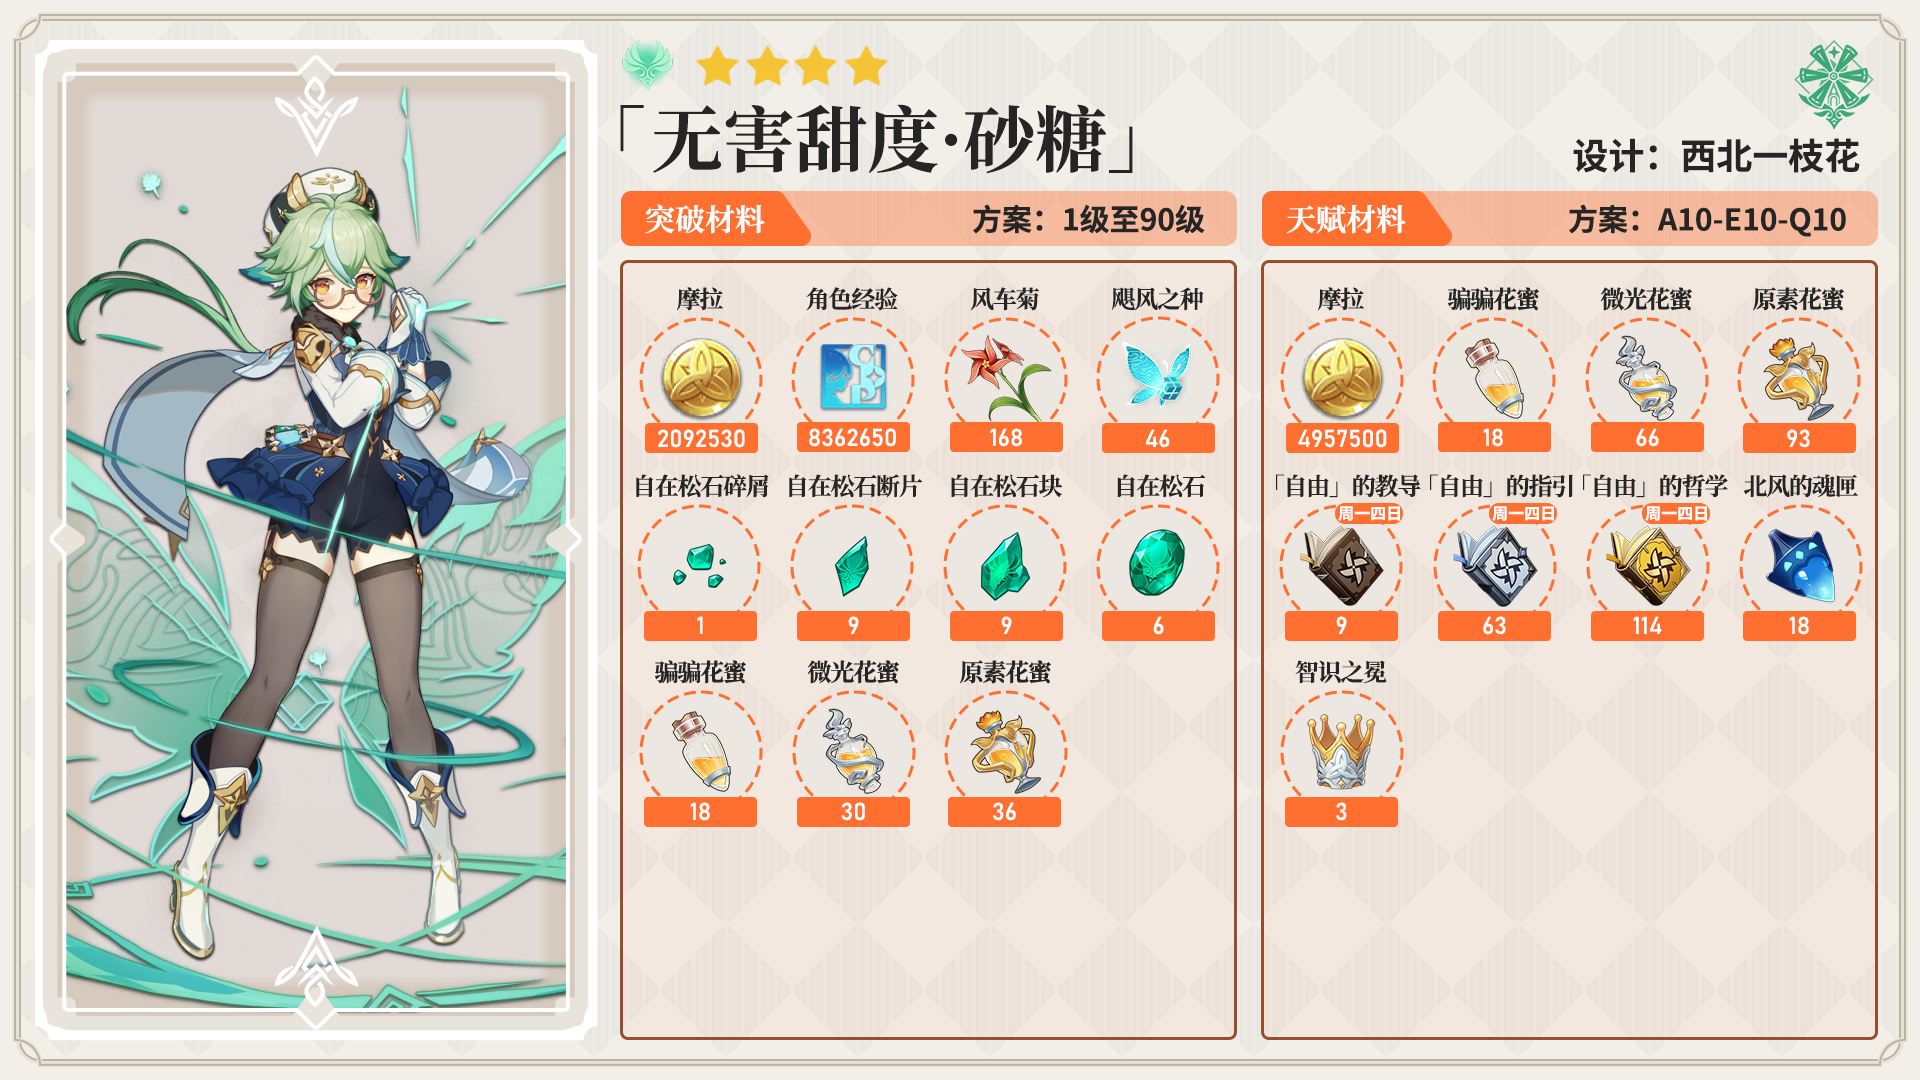 「无害甜度·砂糖」
设计：西北一枝花
突破材料
方案：1级至90级
摩拉
角色经验
风车菊
飓风之种
2092530
8362650
168
46
自在松石碎屑
自在松石断片
自在松石块
自在松石
1
9
9
6
骗骗花蜜
微光花蜜
原素花蜜
18
30
36
天赋材料
方案：A10-E10-Q10
摩拉
骗骗花蜜
微光花蜜
原素花蜜
4957500
18
66
93
「自由」的教导
「自由」的指引
「自由」的哲学
北风的魂匣
周一四日
周一四日
周一四日
9
63
114
18
智识之冕
3